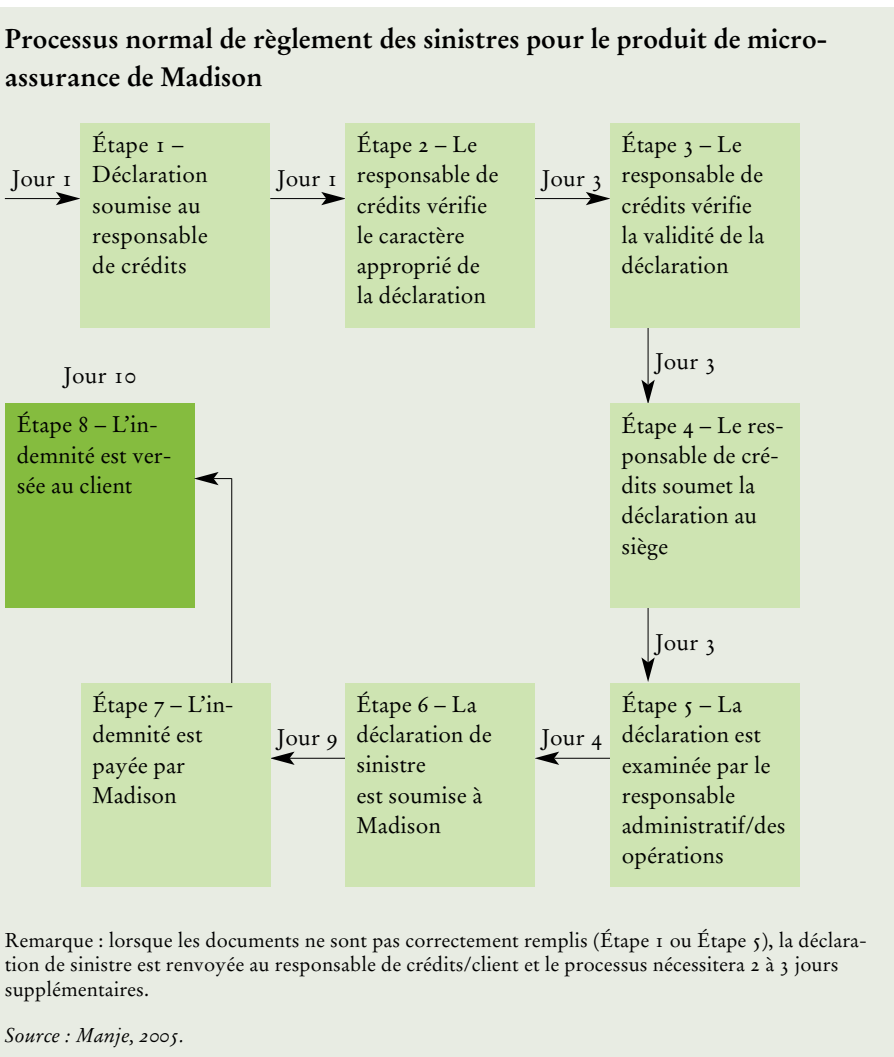 Processus normal de règlement des sinistres pour le produit de micro-
assurance de Madison
Jour 1
Étape 1 –
Déclaration
soumise au
responsable
de crédits
Jour 1
Étape 2 – Le
responsable de
crédits vérifie
le caractère
approprié de
la déclaration
Jour 3
Étape 3 – Le
responsable de
crédits vérifie
la validité de la
déclaration
Jour 3
Étape 4 – Le res-
ponsable de cré-
dits soumet la
déclaration au
siège
Jour 3
Étape 5 – La
déclaration est
examinée par le
responsable
administratif/des
opérations
Jour 4
Étape 6 – La
déclaration de
sinistre
est soumise à
Madison
Jour 9
Étape 7 – L’in-
demnité est
payée par
Madison
Jour 10
Étape 8 – L’in-
demnité est ver-
sée au client
Remarque : lorsque les documents ne sont pas correctement remplis (Étape 1 ou Étape 5), la déclara-
tion de sinistre est renvoyée au responsable de crédits/client et le processus nécessitera 2 à 3 jours
supplémentaires.
Source : Manje, 2005.